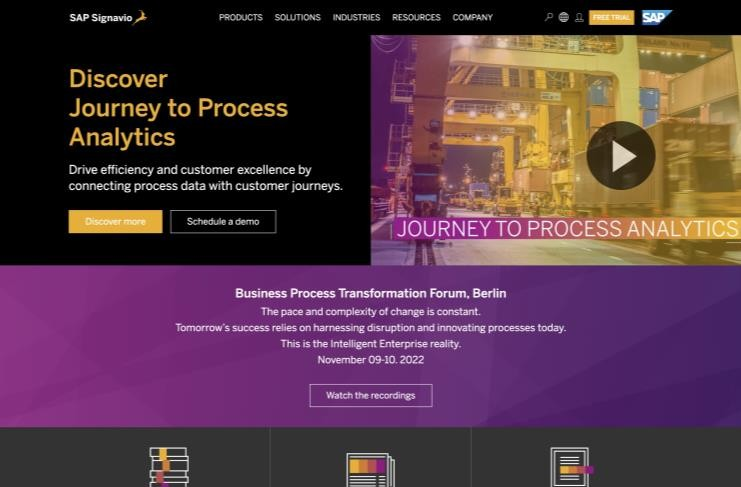 SAP Signavio
PRODUCTS SOLUTIONS INDUSTRIES RESOURCES COMPANY
FREE TRIAL
SAP
Discover
Journey to Process
Analytics
Drive efficiency and customer excellence by
connecting process data with customer journeys.
Discover more
Schedule a demo
JOURNEY TO PROCESS ANALYTICS
Business Process Transformation Forum, Berlin
The pace and complexity of change is constant.
Tomorrow's success relies on harnessing disruption and innovating processes today.
This is the Intelligent Enterprise reality.
November 09-10. 2022
Watch the recordings